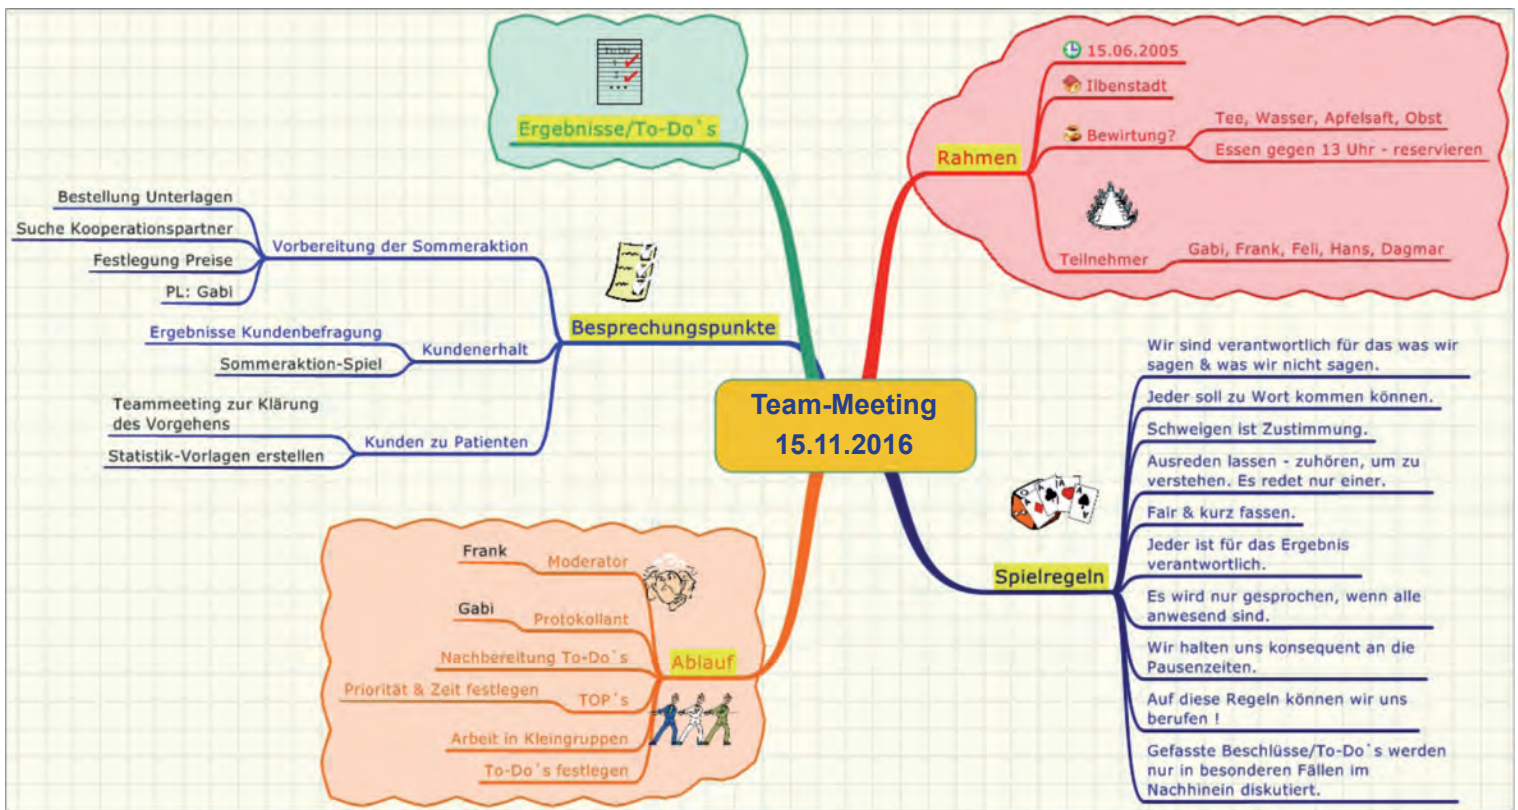 Team-Meeting
15.11.2016
Rahmen
15.06.2005
Ilbenstadt
Bewirtung?
Tee, Wasser, Apfelsaft, Obst
Essen gegen 13 Uhr - reservieren
Teilnehmer
Gabi, Frank, Feli, Hans, Dagmar
Spielregeln
Wir sind verantwortlich für das was wir
sagen & was wir nicht sagen.
Jeder soll zu Wort kommen können.
Schweigen ist Zustimmung.
Ausreden lassen - zuhören, um zu
verstehen. Es redet nur einer.
Fair & kurz fassen.
Jeder ist für das Ergebnis
verantwortlich.
Es wird nur gesprochen, wenn alle
anwesend sind.
Wir halten uns konsequent an die
Pausenzeiten.
Auf diese Regeln können wir uns
berufen !
Gefasste Beschlüsse/To-Do`s werden
nur in besonderen Fällen im
Nachhinein diskutiert.
Ablauf
Moderator
Frank
Protokollant
Gabi
Nachbereitung To-Do`s
TOP`s
Priorität & Zeit festlegen
Arbeit in Kleingruppen
To-Do`s festlegen
Besprechungspunkte
Vorbereitung der Sommeraktion
Bestellung Unterlagen
Suche Kooperationspartner
Festlegung Preise
PL: Gabi
Kundenerhalt
Ergebnisse Kundenbefragung
Sommeraktion-Spiel
Kunden zu Patienten
Teammeeting zur Klärung
des Vorgehens
Statistik-Vorlagen erstellen
Ergebnisse/To-Do`s
To Do